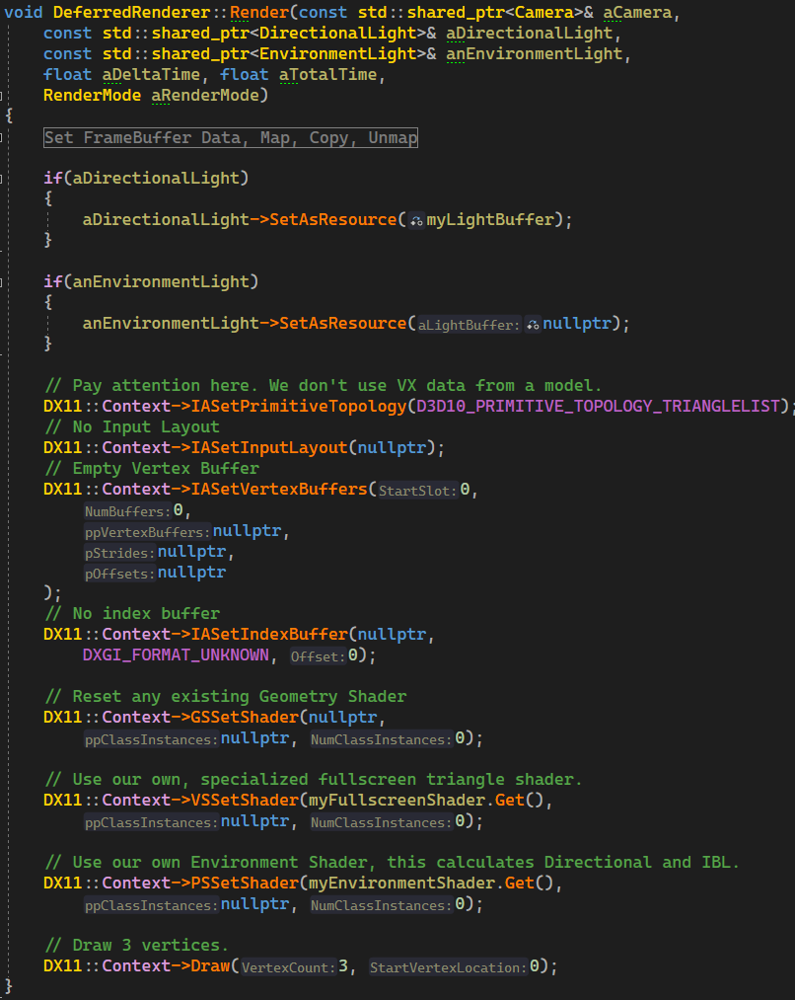 void DeferredRenderer::Render(const std::shared_ptr<Camera>& aCamera,
    const std::shared_ptr<DirectionalLight>& aDirectionalLight,
    const std::shared_ptr<EnvironmentLight>& anEnvironmentLight,
    float aDeltaTime, float aTotalTime,
    RenderMode aRenderMode)
{
    Set FrameBuffer Data, Map, Copy, Unmap
    if(aDirectionalLight)
    {
        aDirectionalLight->SetAsResource(myLightBuffer);
    }
    if(anEnvironmentLight)
    {
        anEnvironmentLight->SetAsResource(aLightBuffer: nullptr);
    }
    // Pay attention here. We don't use VX data from a model.
    DX11::Context->IASetPrimitiveTopology(D3D10_PRIMITIVE_TOPOLOGY_TRIANGLELIST);
    // No Input Layout
    DX11::Context->IASetInputLayout(nullptr);
    // Empty Vertex Buffer
    DX11::Context->IASetVertexBuffers(StartSlot: 0,
        NumBuffers: 0,
        ppVertexBuffers: nullptr,
        pStrides: nullptr,
        pOffsets: nullptr
    );
    // No index buffer
    DX11::Context->IASetIndexBuffer(nullptr,
        DXGI_FORMAT_UNKNOWN, Offset: 0);
    // Reset any existing Geometry Shader
    DX11::Context->GSSetShader(nullptr,
        ppClassInstances: nullptr, NumClassInstances: 0);
    // Use our own, specialized fullscreen triangle shader.
    DX11::Context->VSSetShader(myFullscreenShader.Get(),
        ppClassInstances: nullptr, NumClassInstances: 0);
    // Use our own Environment Shader, this calculates Directional and IBL.
    DX11::Context->PSSetShader(myEnvironmentShader.Get(),
        ppClassInstances: nullptr, NumClassInstances: 0);
    // Draw 3 vertices.
    DX11::Context->Draw(VertexCount: 3, StartVertexLocation: 0);
}